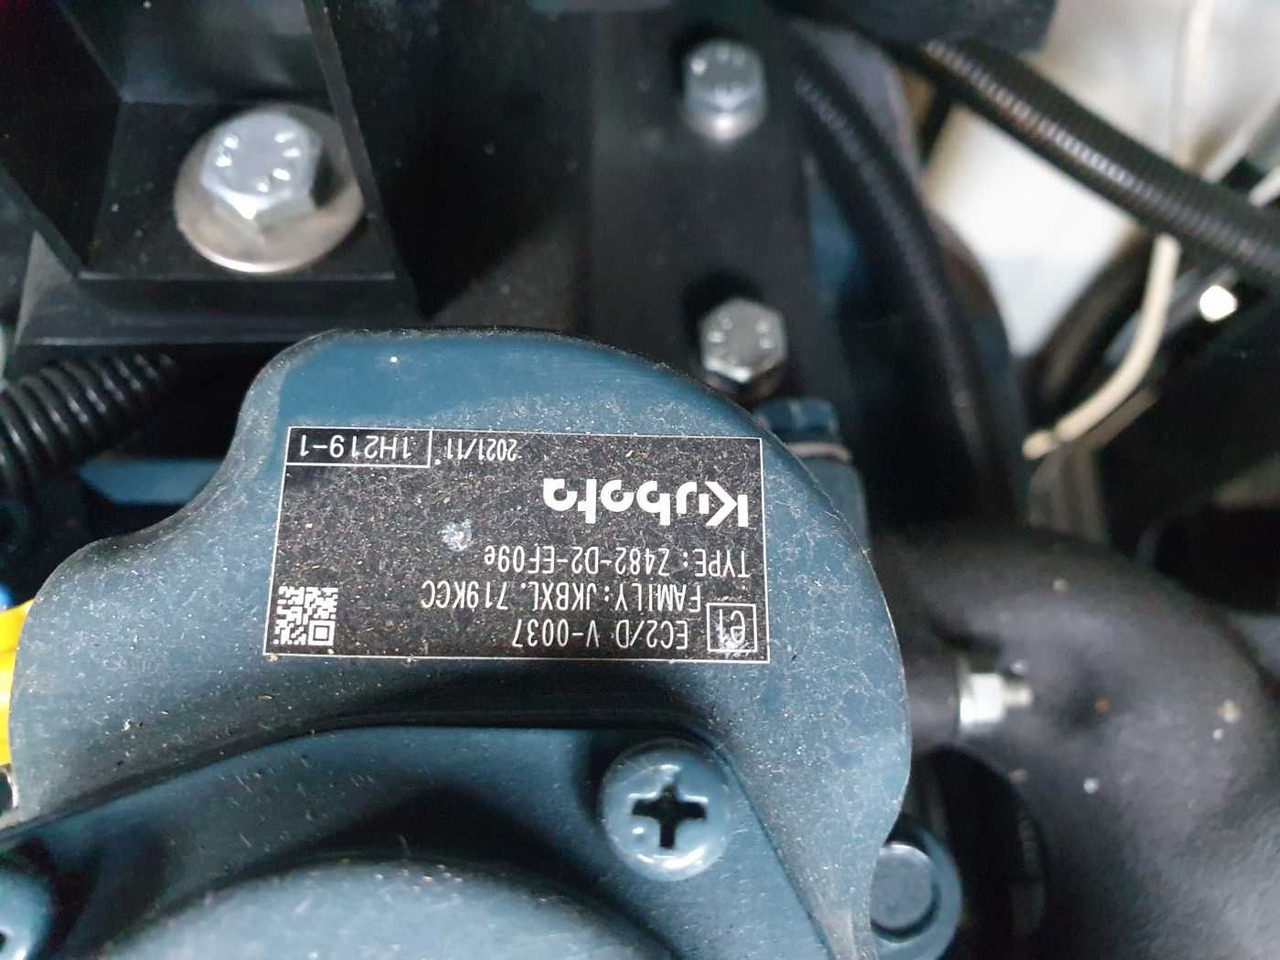 e1 EC2/D V-0037
FAMILY: JKBXL.719KCC
TYPE: Z482-D2-EF09e
Kubota
2021/11
1H219-1